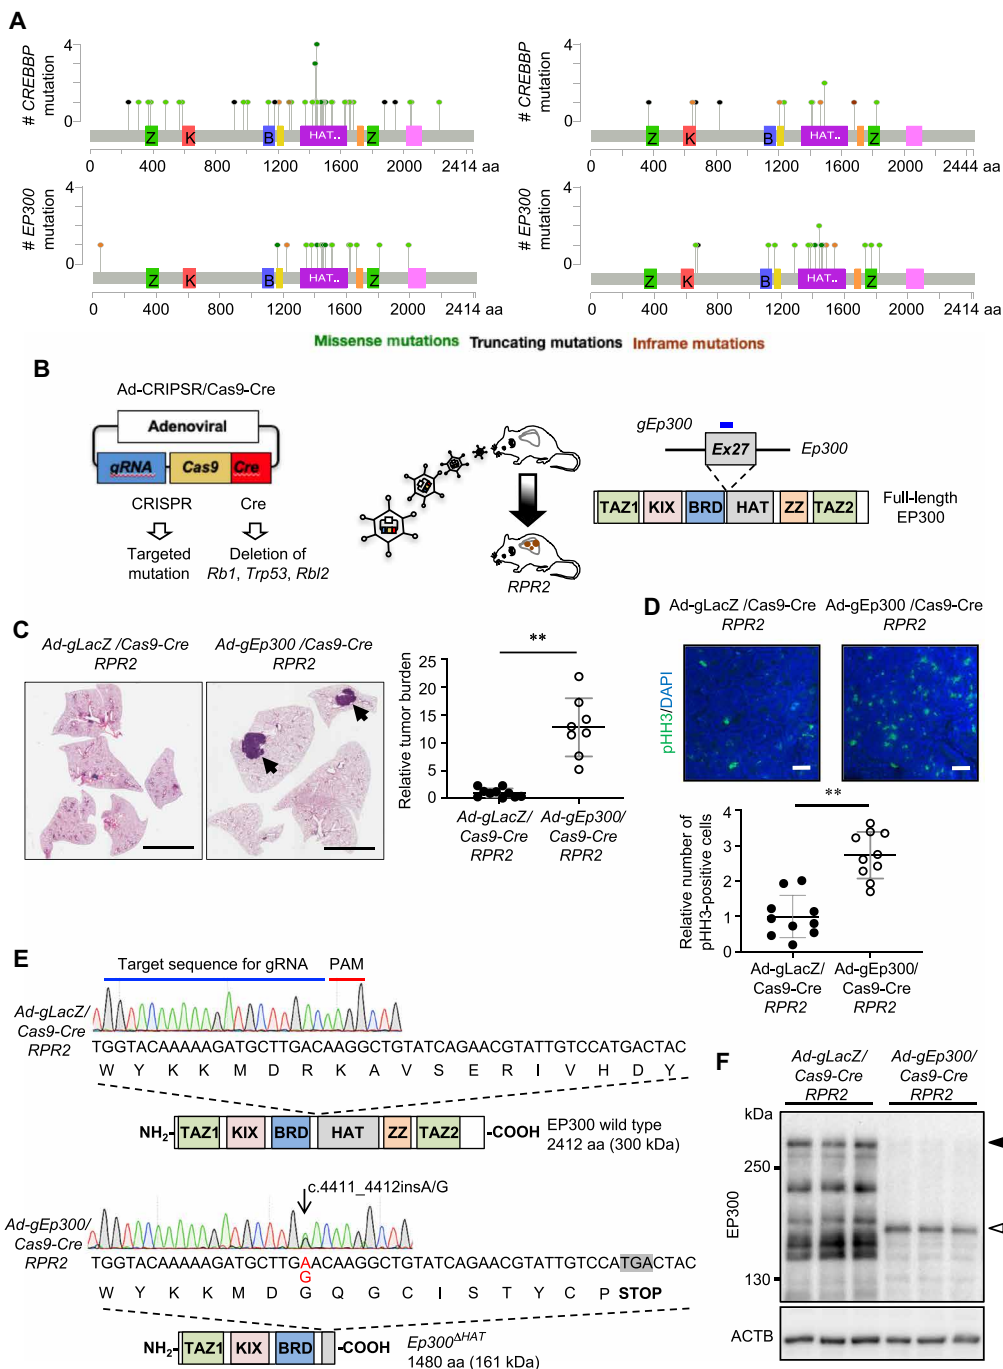 A
# CREBBP
mutation
4
2
0
Z
K
B
HAT..
Z
0 400 800 1200 1600 2000 2414 aa
4
2
0
Z
K
B
HAT..
Z
0 400 800 1200 1600 2000 2444 aa
# EP300
mutation
4
2
0
Z
K
B
HAT..
Z
0 400 800 1200 1600 2000 2414 aa
# EP300
mutation
4
2
0
Z
K
B
HAT..
Z
0 400 800 1200 1600 2000 2414 aa
# CREBBP
mutation
Missense mutations Truncating mutations Inframe mutations
B
Ad-CRIPSR/Cas9-Cre
Adenoviral
gRNA Cas9 Cre
CRISPR Cre
Targeted
mutation
Deletion of
Rb1, Trp53, Rbl2
RPR2
gEp300
Ex27
Ep300
TAZ1 KIX BRD HAT ZZ TAZ2
Full-length
EP300
C
Ad-gLacZ /Cas9-Cre
RPR2
Ad-gEp300 /Cas9-Cre
RPR2
Relative tumor burden
25
20
15
10
5
0
**
Ad-gLacZ/
Cas9-Cre
RPR2
Ad-gEp300/
Cas9-Cre
RPR2
D
Ad-gLacZ /Cas9-Cre
RPR2
Ad-gEp300 /Cas9-Cre
RPR2
pHH3/DAPI
Relative number of
pHH3-positive cells
4
3
2
1
0
**
Ad-gLacZ/
Cas9-Cre
RPR2
Ad-gEp300/
Cas9-Cre
RPR2
E
Target sequence for gRNA PAM
Ad-gLacZ/
Cas9-Cre
RPR2
TGGTACAAAAAGATGCTTGACAAGGCTGTATCAGAACGTATTGTCCATGACTAC
W Y K K M D R K A V S E R I V H D Y
NH2- TAZ1 KIX BRD HAT ZZ TAZ2 -COOH
EP300 wild type
2412 aa (300 kDa)
c.4411_4412insA/G
Ad-gEp300/
Cas9-Cre
RPR2
TGGTACAAAAAGATGCTTGAACAAGGCTGTATCAGAACGTATTGTCCATGACTAC
G
W Y K K M D G Q G C I S T Y C P STOP
NH2- TAZ1 KIX BRD -COOH
Ep300ΔHAT
1480 aa (161 kDa)
F
Ad-gLacZ/
Cas9-Cre
RPR2
Ad-gEp300/
Cas9-Cre
RPR2
kDa
250
130
EP300
ACTB